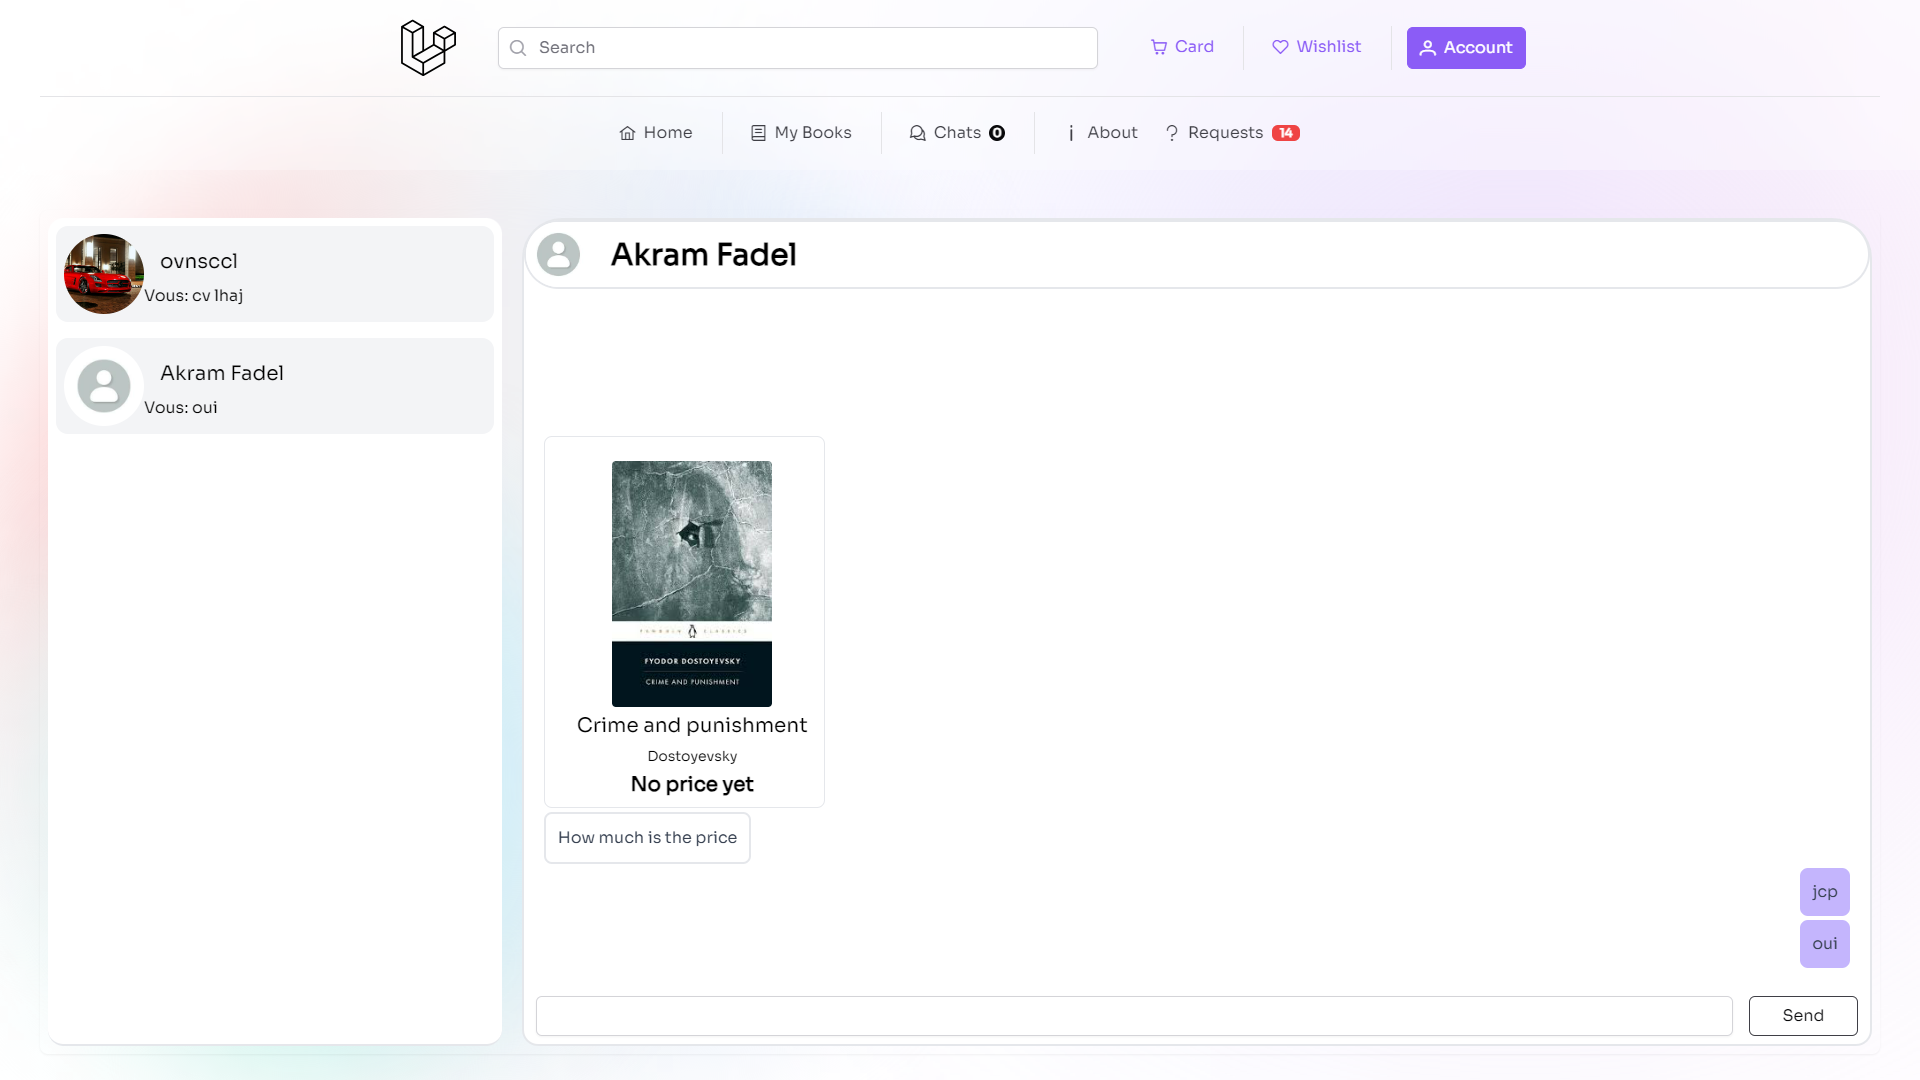 Search
Card
Wishlist
Account
Home
My Books
Chats 0
About
Requests 14
ovnsccl
Vous: cv lhaj
Akram Fadel
Vous: oui
Akram Fadel
PENGUIN CLASSICS
FYODOR DOSTOYEVSKY
CRIME AND PUNISHMENT
Crime and punishment
Dostoyevsky
No price yet
How much is the price
jcp
oui
Send